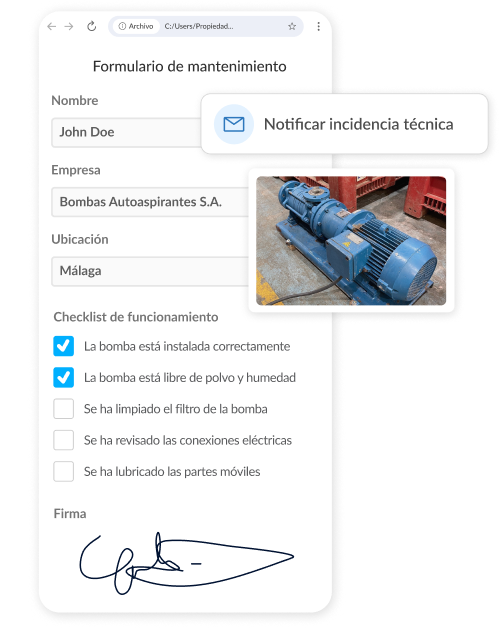 Archivo C:/Users/Propiedad...
Formulario de mantenimiento
Nombre
Notificar incidencia técnica
John Doe
Empresa
Bombas Autoaspirantes S.A.
Ubicación
Málaga
Checklist de funcionamiento
La bomba está instalada correctamente
La bomba está libre de polvo y humedad
Se ha limpiado el filtro de la bomba
Se ha revisado las conexiones eléctricas
Se ha lubricado las partes móviles
Firma